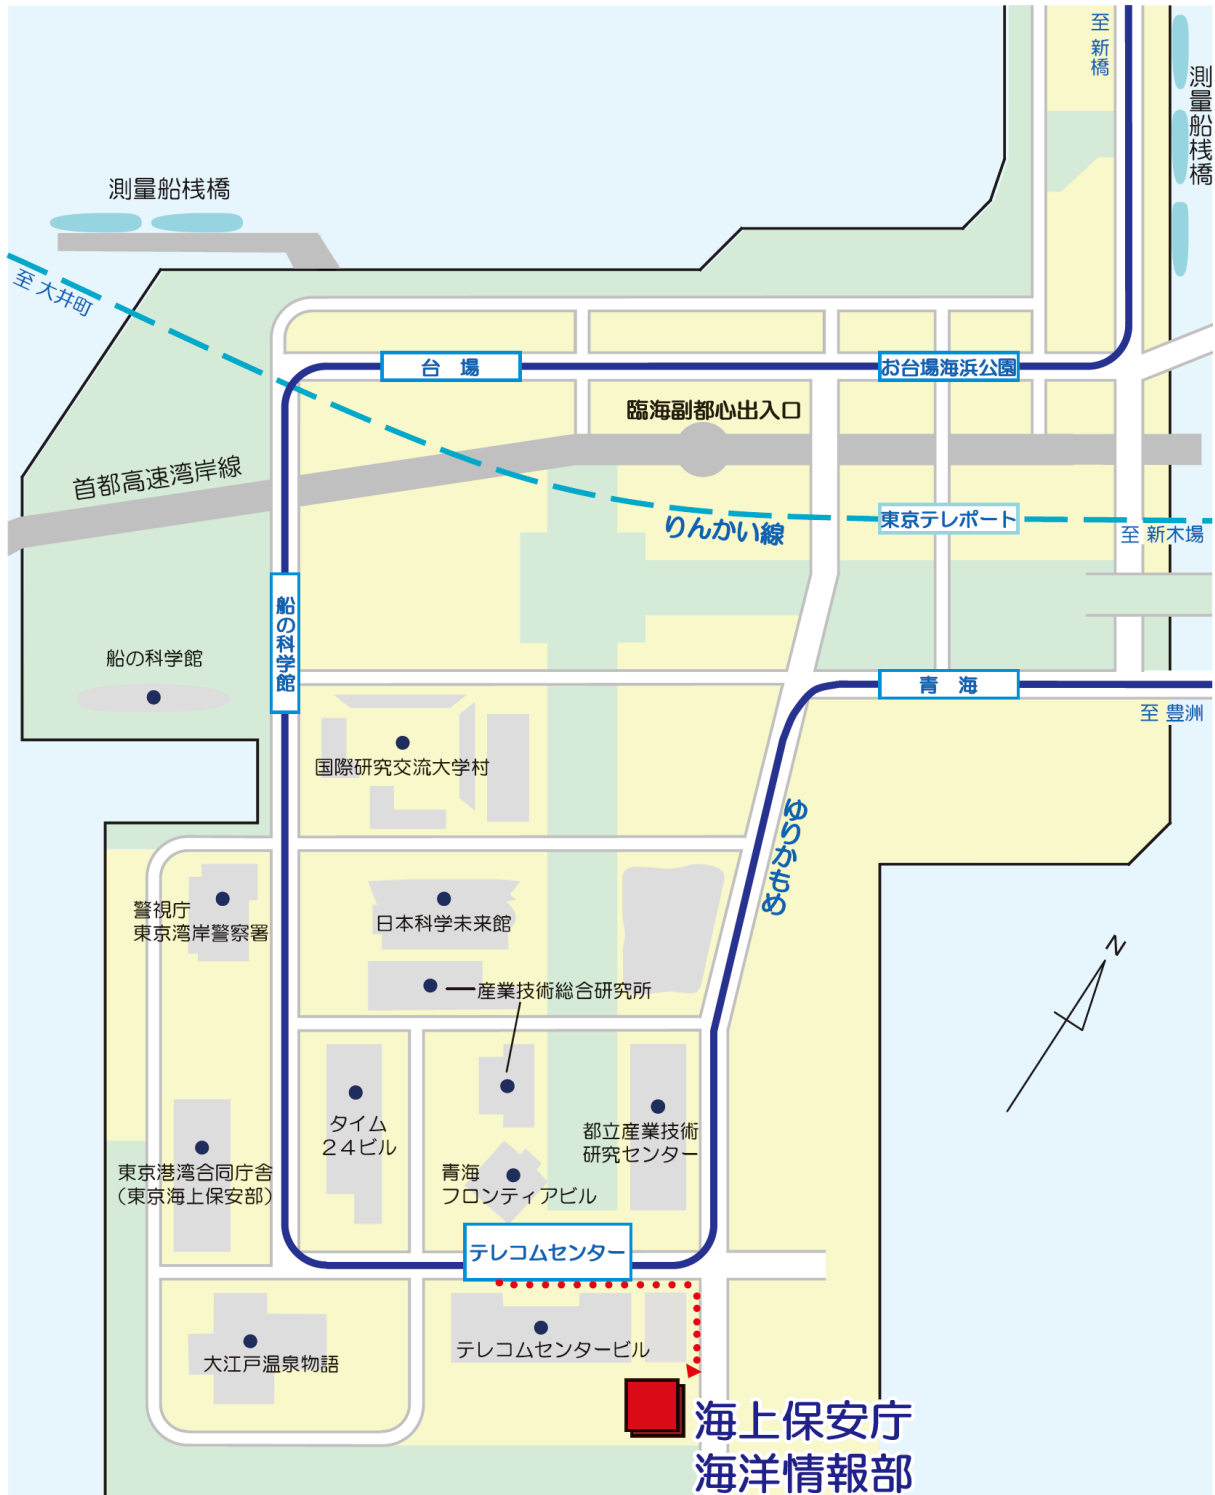 至 新橋
測量船桟橋
測量船桟橋
至 大井町
台 場
お台場海浜公園
臨海副都心出入口
首都高速湾岸線
りんかい線
東京テレポート
至 新木場
船の科学館
船の科学館
青 海
至 豊洲
国際研究交流大学村
ゆりかもめ
警視庁
東京湾岸警察署
日本科学未来館
産業技術総合研究所
N
タイム
24ビル
都立産業技術
研究センター
東京港湾合同庁舎
（東京海上保安部）
青海
フロンティアビル
テレコムセンター
テレコムセンタービル
大江戸温泉物語
海上保安庁
海洋情報部